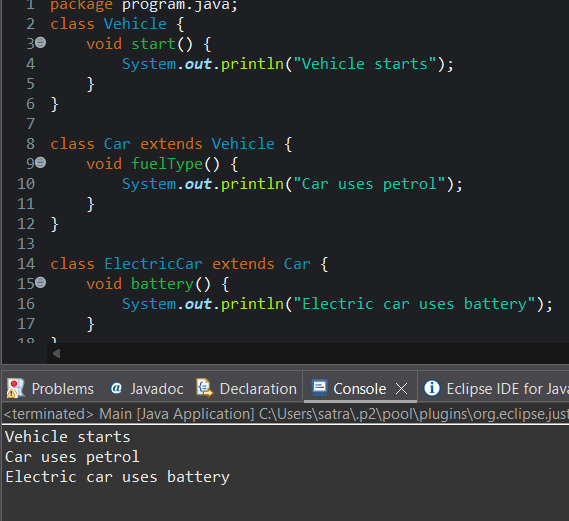 1 package program.java;
2 class Vehicle {
3 void start() {
4 System.out.println("Vehicle starts");
5 }
6 }
7
8 class Car extends Vehicle {
9 void fuelType() {
10 System.out.println("Car uses petrol");
11 }
12 }
13
14 class ElectricCar extends Car {
15 void battery() {
16 System.out.println("Electric car uses battery");
17 }
18 }
Problems @ Javadoc Declaration Console Eclipse IDE for Jav
<terminated> Main [Java Application] C:\Users\satra\.p2\pool\plugins\org.eclipse.just
Vehicle starts
Car uses petrol
Electric car uses battery